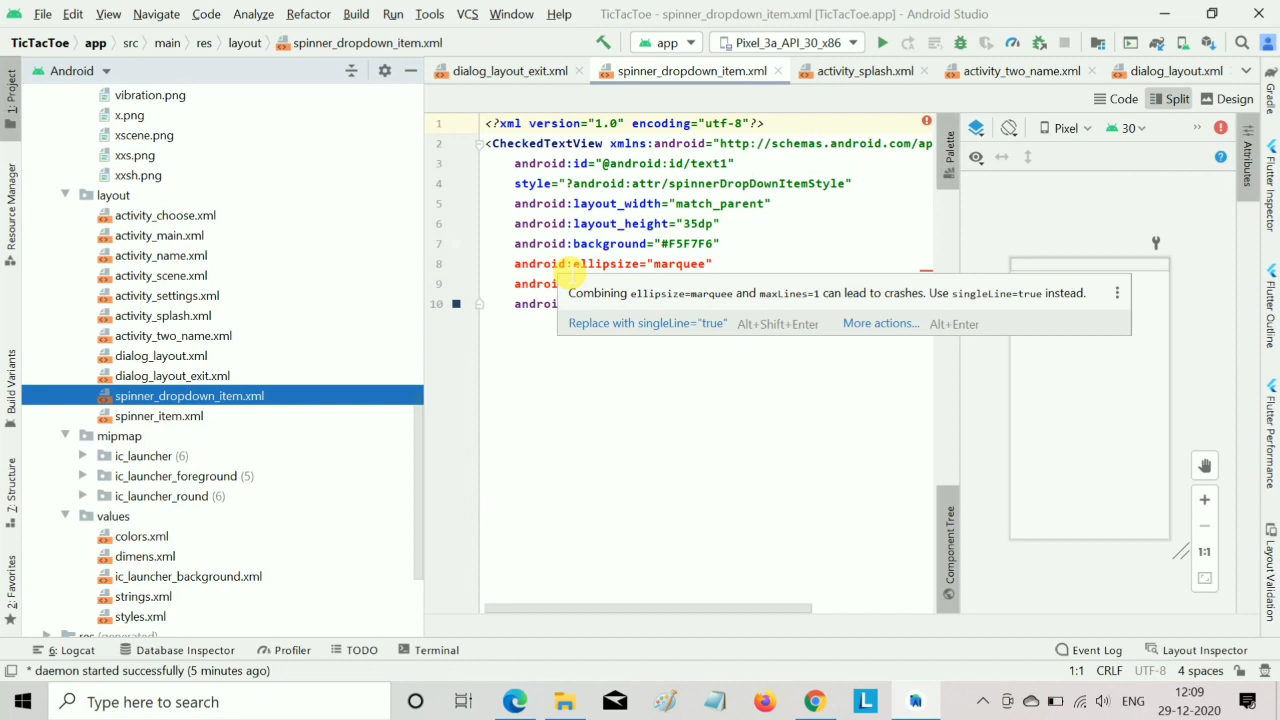 File Edit View Navigate Code Analyze Refactor Build Run Tools VCS Window Help TicTacToe - spinner_dropdown_item.xml [TicTacToe.app] - Android Studio
TicTacToe app src main res layout spinner_dropdown_item.xml app Pixel_3a_API_30_x86
Android dialog_layout_exit.xml spinner_dropdown_item.xml activity_splash.xml activity_two_name.xml dialog_layout.xml
Code Split Design
1: Project
Resource Manager
Build Variants
Z: Structure
2: Favorites
vibration.png
x.png
xscene.png
xxs.png
xxsh.png
layout
activity_choose.xml
activity_main.xml
activity_name.xml
activity_scene.xml
activity_settings.xml
activity_splash.xml
activity_two_name.xml
dialog_layout.xml
dialog_layout_exit.xml
spinner_dropdown_item.xml
spinner_item.xml
mipmap
ic_launcher (6)
ic_launcher_foreground (5)
ic_launcher_round (6)
values
colors.xml
dimens.xml
ic_launcher_background.xml
strings.xml
styles.xml
res (generated)
1 <?xml version="1.0" encoding="utf-8"?>
2 <CheckedTextView xmlns:android="http://schemas.android.com/ap
3 android:id="@android:id/text1"
4 style="?android:attr/spinnerDropDownItemStyle"
5 android:layout_width="match_parent"
6 android:layout_height="35dp"
7 android:background="#F5F7F6"
8 android:ellipsize="marquee"
9 androi
10 androi
Combining ellipsize=marquee and maxLines=1 can lead to crashes. Use singleLine=true instead.
Replace with singleLine="true" Alt+Shift+Enter More actions... Alt+Enter
Palette
Component Tree
Pixel 30
1:1
Attributes
Gradle
Flutter Inspector
Flutter Outline
Flutter Performance
Layout Validation
6: Logcat Database Inspector Profiler TODO Terminal Event Log Layout Inspector
* daemon started successfully (5 minutes ago) 1:1 CRLF UTF-8 4 spaces
Type here to search ENG 12:09
29-12-2020